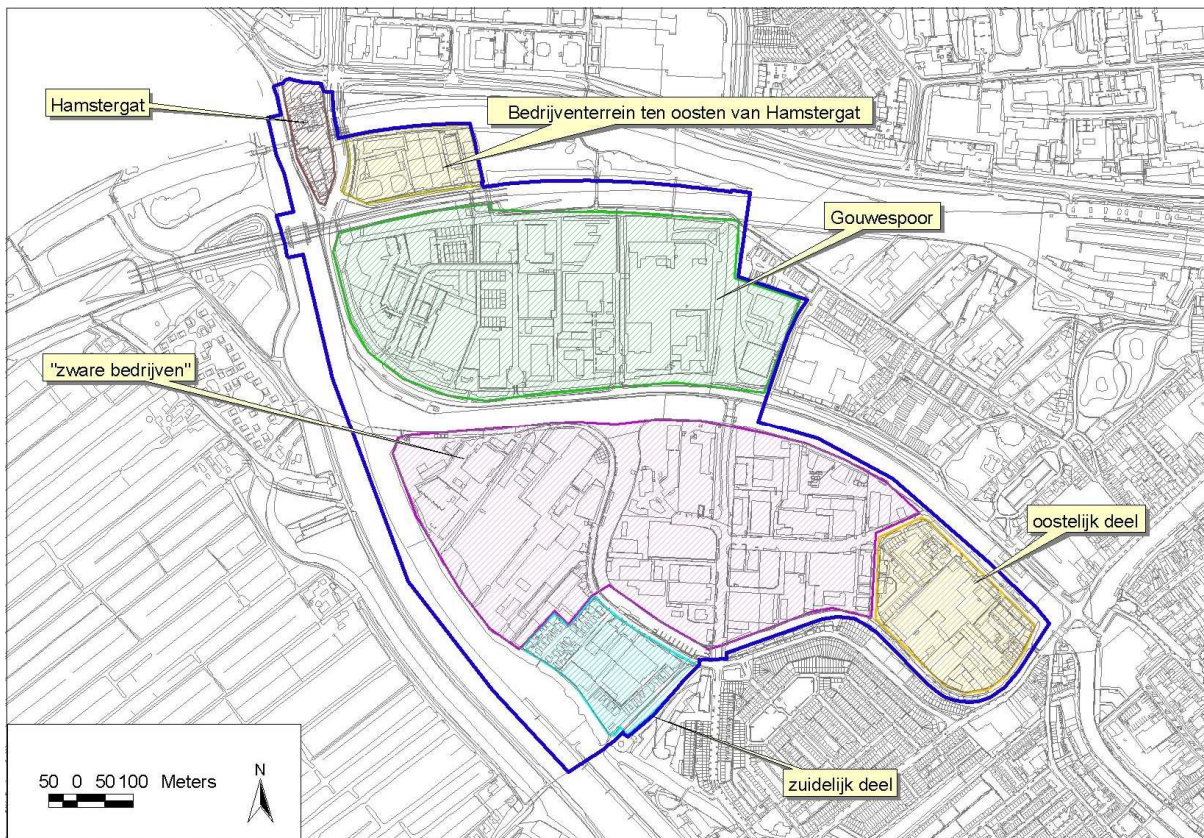 Hamstergat
Bedrijventerrein ten oosten van Hamstergat
Gouwespoor
"zware bedrijven"
oostelijk deel
zuidelijk deel
50 0 50 100 Meters
N